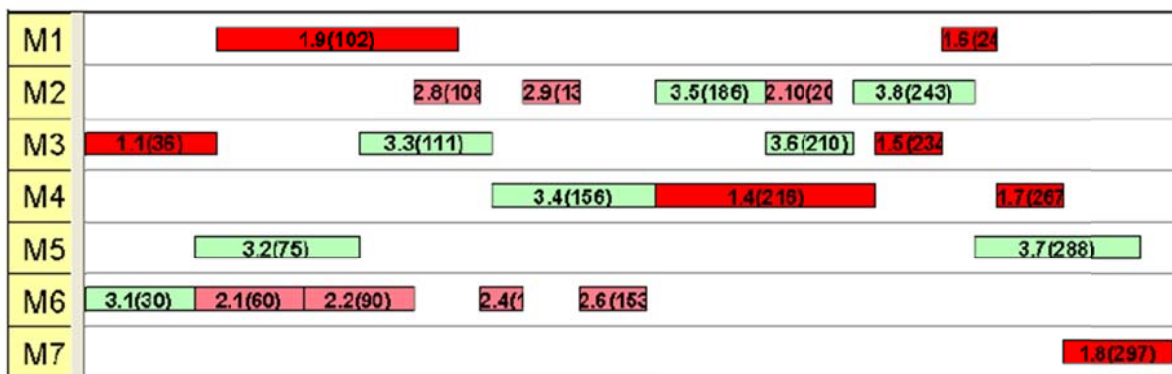 M1 1.9(102) 1.6(24
M2 2.8(108 2.9(13 3.5(186) 2.10(20 3.8(243)
M3 1.1(36) 3.3(111) 3.6(210) 1.5(234
M4 3.4(156) 1.4(216) 1.7(267
M5 3.2(75) 3.7(288)
M6 3.1(30) 2.1(60) 2.2(90) 2.4(1 2.6(153
M7 1.8(297)